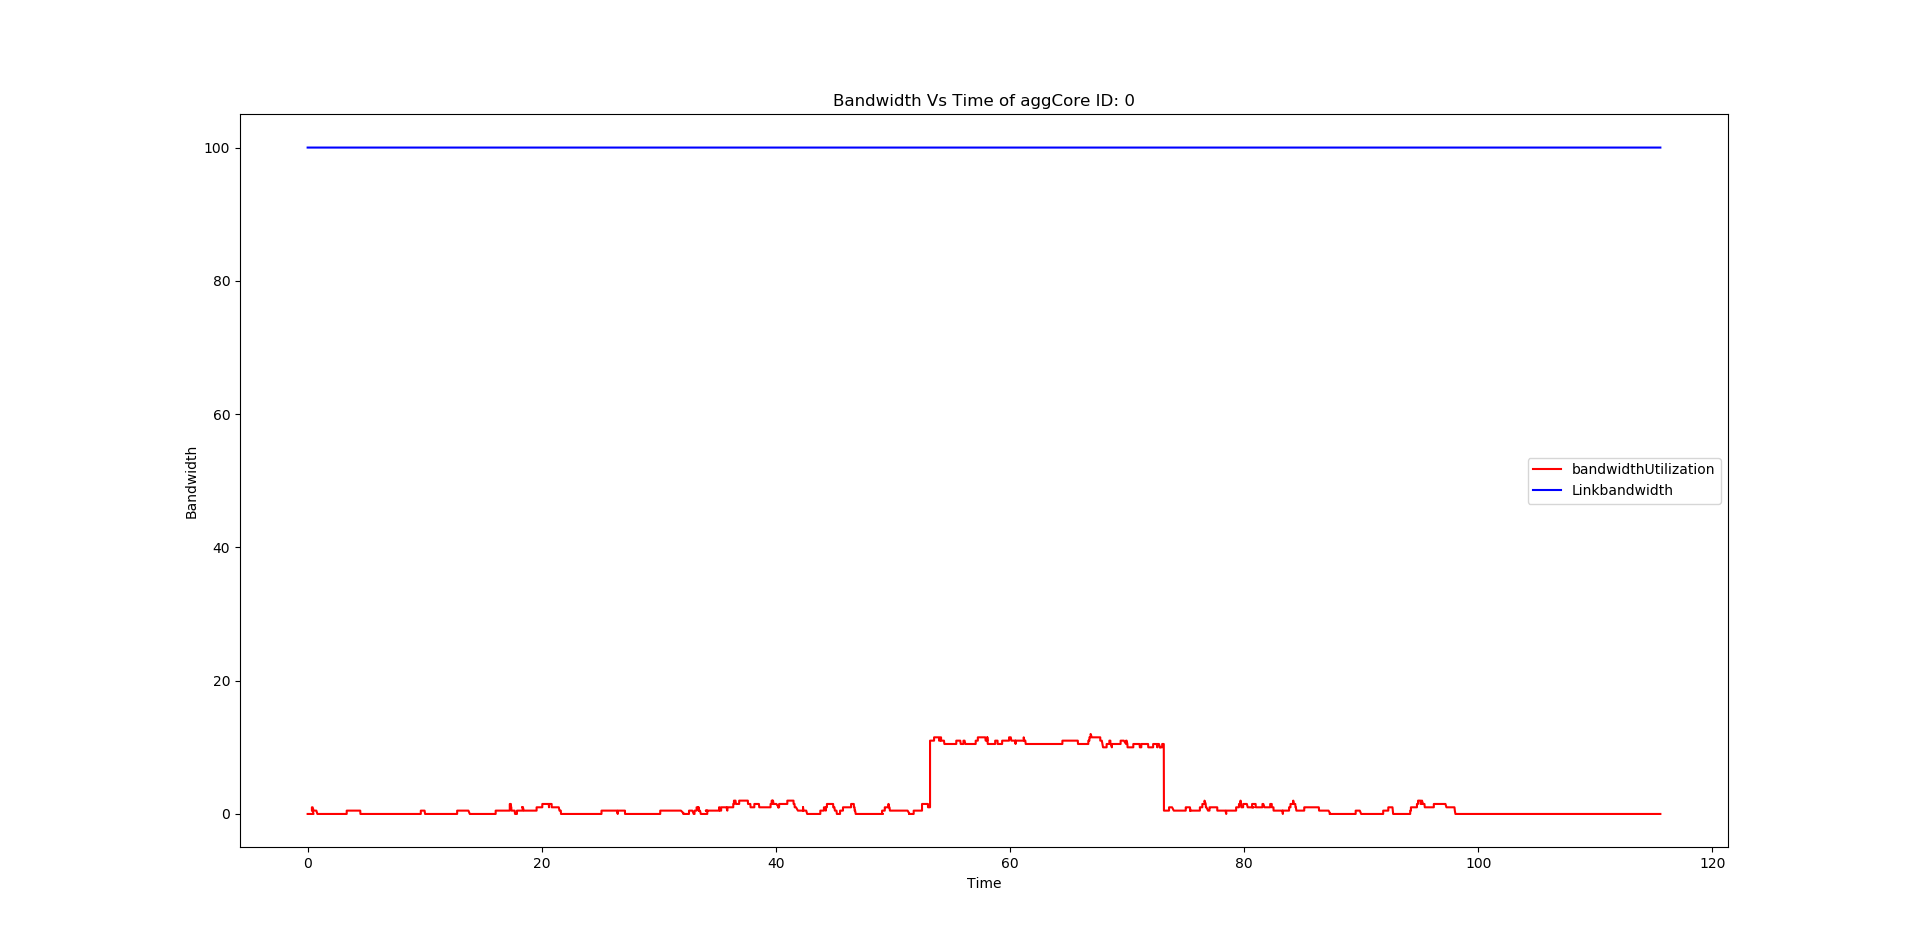 Bandwidth Vs Time of aggCore ID: 0
100
80
60
40
20
0
Bandwidth
bandwidthUtilization
Linkbandwidth
0 20 40 60 80 100 120
Time